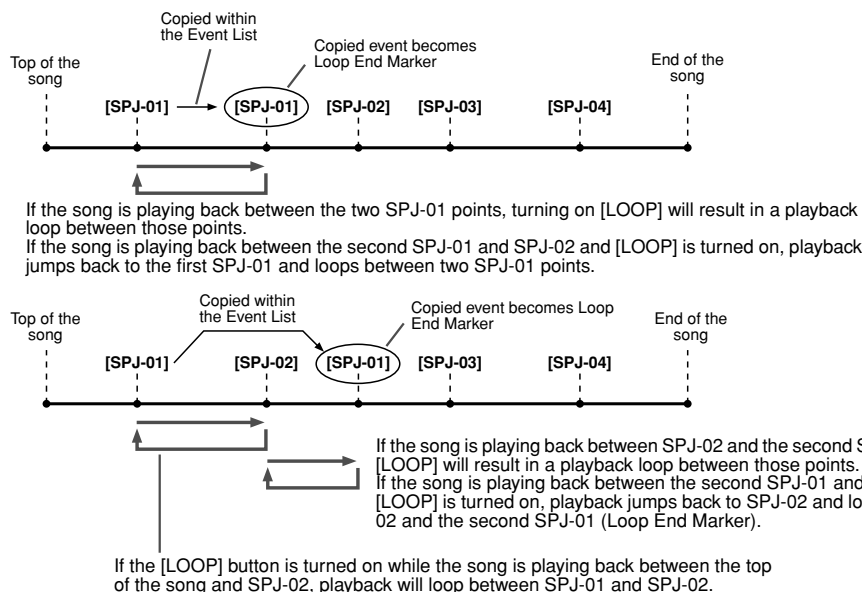 Copied within
the Event List
Copied event becomes
Loop End Marker
Top of the
song
End of the
song
[SPJ-01] [SPJ-01] [SPJ-02] [SPJ-03] [SPJ-04]
If the song is playing back between the two SPJ-01 points, turning on [LOOP] will result in a playback
loop between those points.
If the song is playing back between the second SPJ-01 and SPJ-02 and [LOOP] is turned on, playback
jumps back to the first SPJ-01 and loops between two SPJ-01 points.
Copied within
the Event List
Copied event becomes Loop
End Marker
Top of the
song
End of the
song
[SPJ-01] [SPJ-02] [SPJ-01] [SPJ-03] [SPJ-04]
If the song is playing back between SPJ-02 and the second
[LOOP] will result in a playback loop between those points.
If the song is playing back between the second SPJ-01 and
[LOOP] is turned on, playback jumps back to SPJ-02 and
02 and the second SPJ-01 (Loop End Marker).
If the [LOOP] button is turned on while the song is playing back between the top
of the song and SPJ-02, playback will loop between SPJ-01 and SPJ-02.